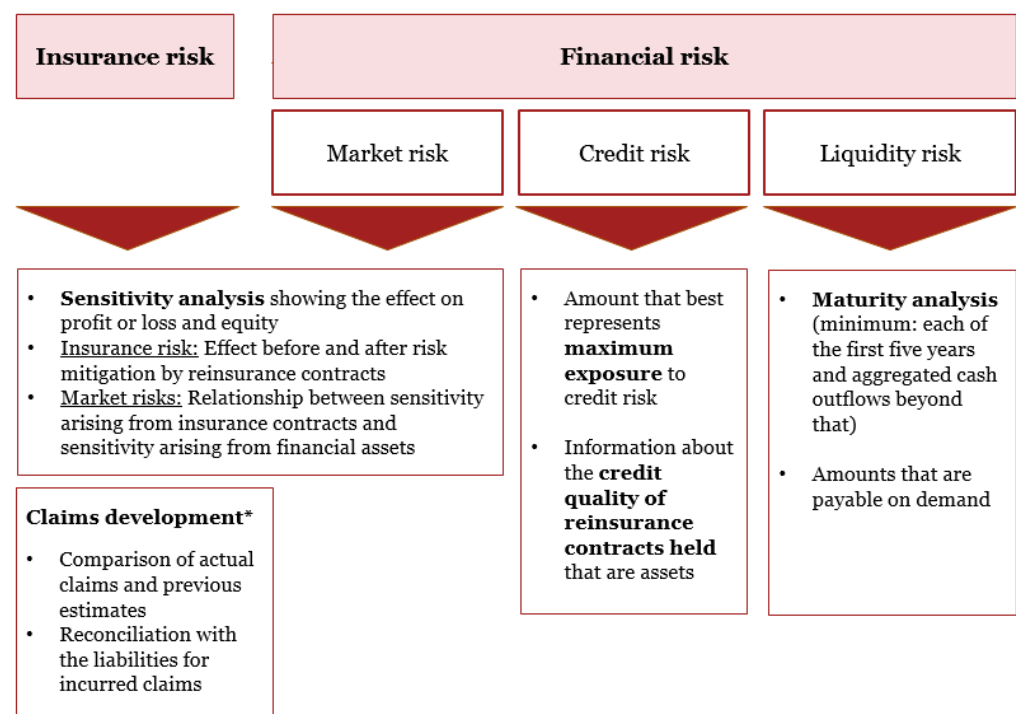 Insurance risk
Financial risk
Market risk
Credit risk
Liquidity risk
• Sensitivity analysis showing the effect on
profit or loss and equity
• Insurance risk: Effect before and after risk
mitigation by reinsurance contracts
• Market risks: Relationship between sensitivity
arising from insurance contracts and
sensitivity arising from financial assets
Claims development*
• Comparison of actual
claims and previous
estimates
• Reconciliation with
the liabilities for
incurred claims
• Amount that best
represents
maximum
exposure to
credit risk
• Information about
the credit
quality of
reinsurance
contracts held
that are assets
• Maturity analysis
(minimum: each of
the first five years
and aggregated cash
outflows beyond
that)
• Amounts that are
payable on demand